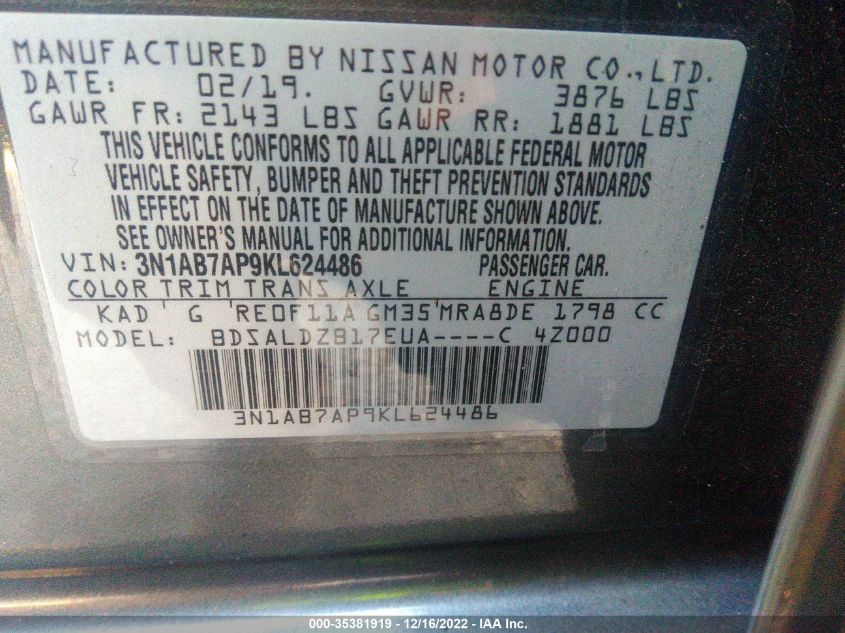 MANUFACTURED BY NISSAN MOTOR CO., LTD.
DATE: 02/19. GVWR: 3876 LBS
GAWR FR: 2143 LBS GAWR RR: 1881 LBS
THIS VEHICLE CONFORMS TO ALL APPLICABLE FEDERAL MOTOR
VEHICLE SAFETY, BUMPER AND THEFT PREVENTION STANDARDS
IN EFFECT ON THE DATE OF MANUFACTURE SHOWN ABOVE.
SEE OWNER'S MANUAL FOR ADDITIONAL INFORMATION.
VIN: 3N1AB7AP9KL624486 PASSENGER CAR.
COLOR TRIM TRANS AXLE ENGINE
KAD G RE0F11A GM35 MRA8DE 1798 CC
MODEL: BDSALDZB17EUA----C 4Z000
3N1AB7AP9KL624486
000-35381919 - 12/16/2022 - IAA Inc.